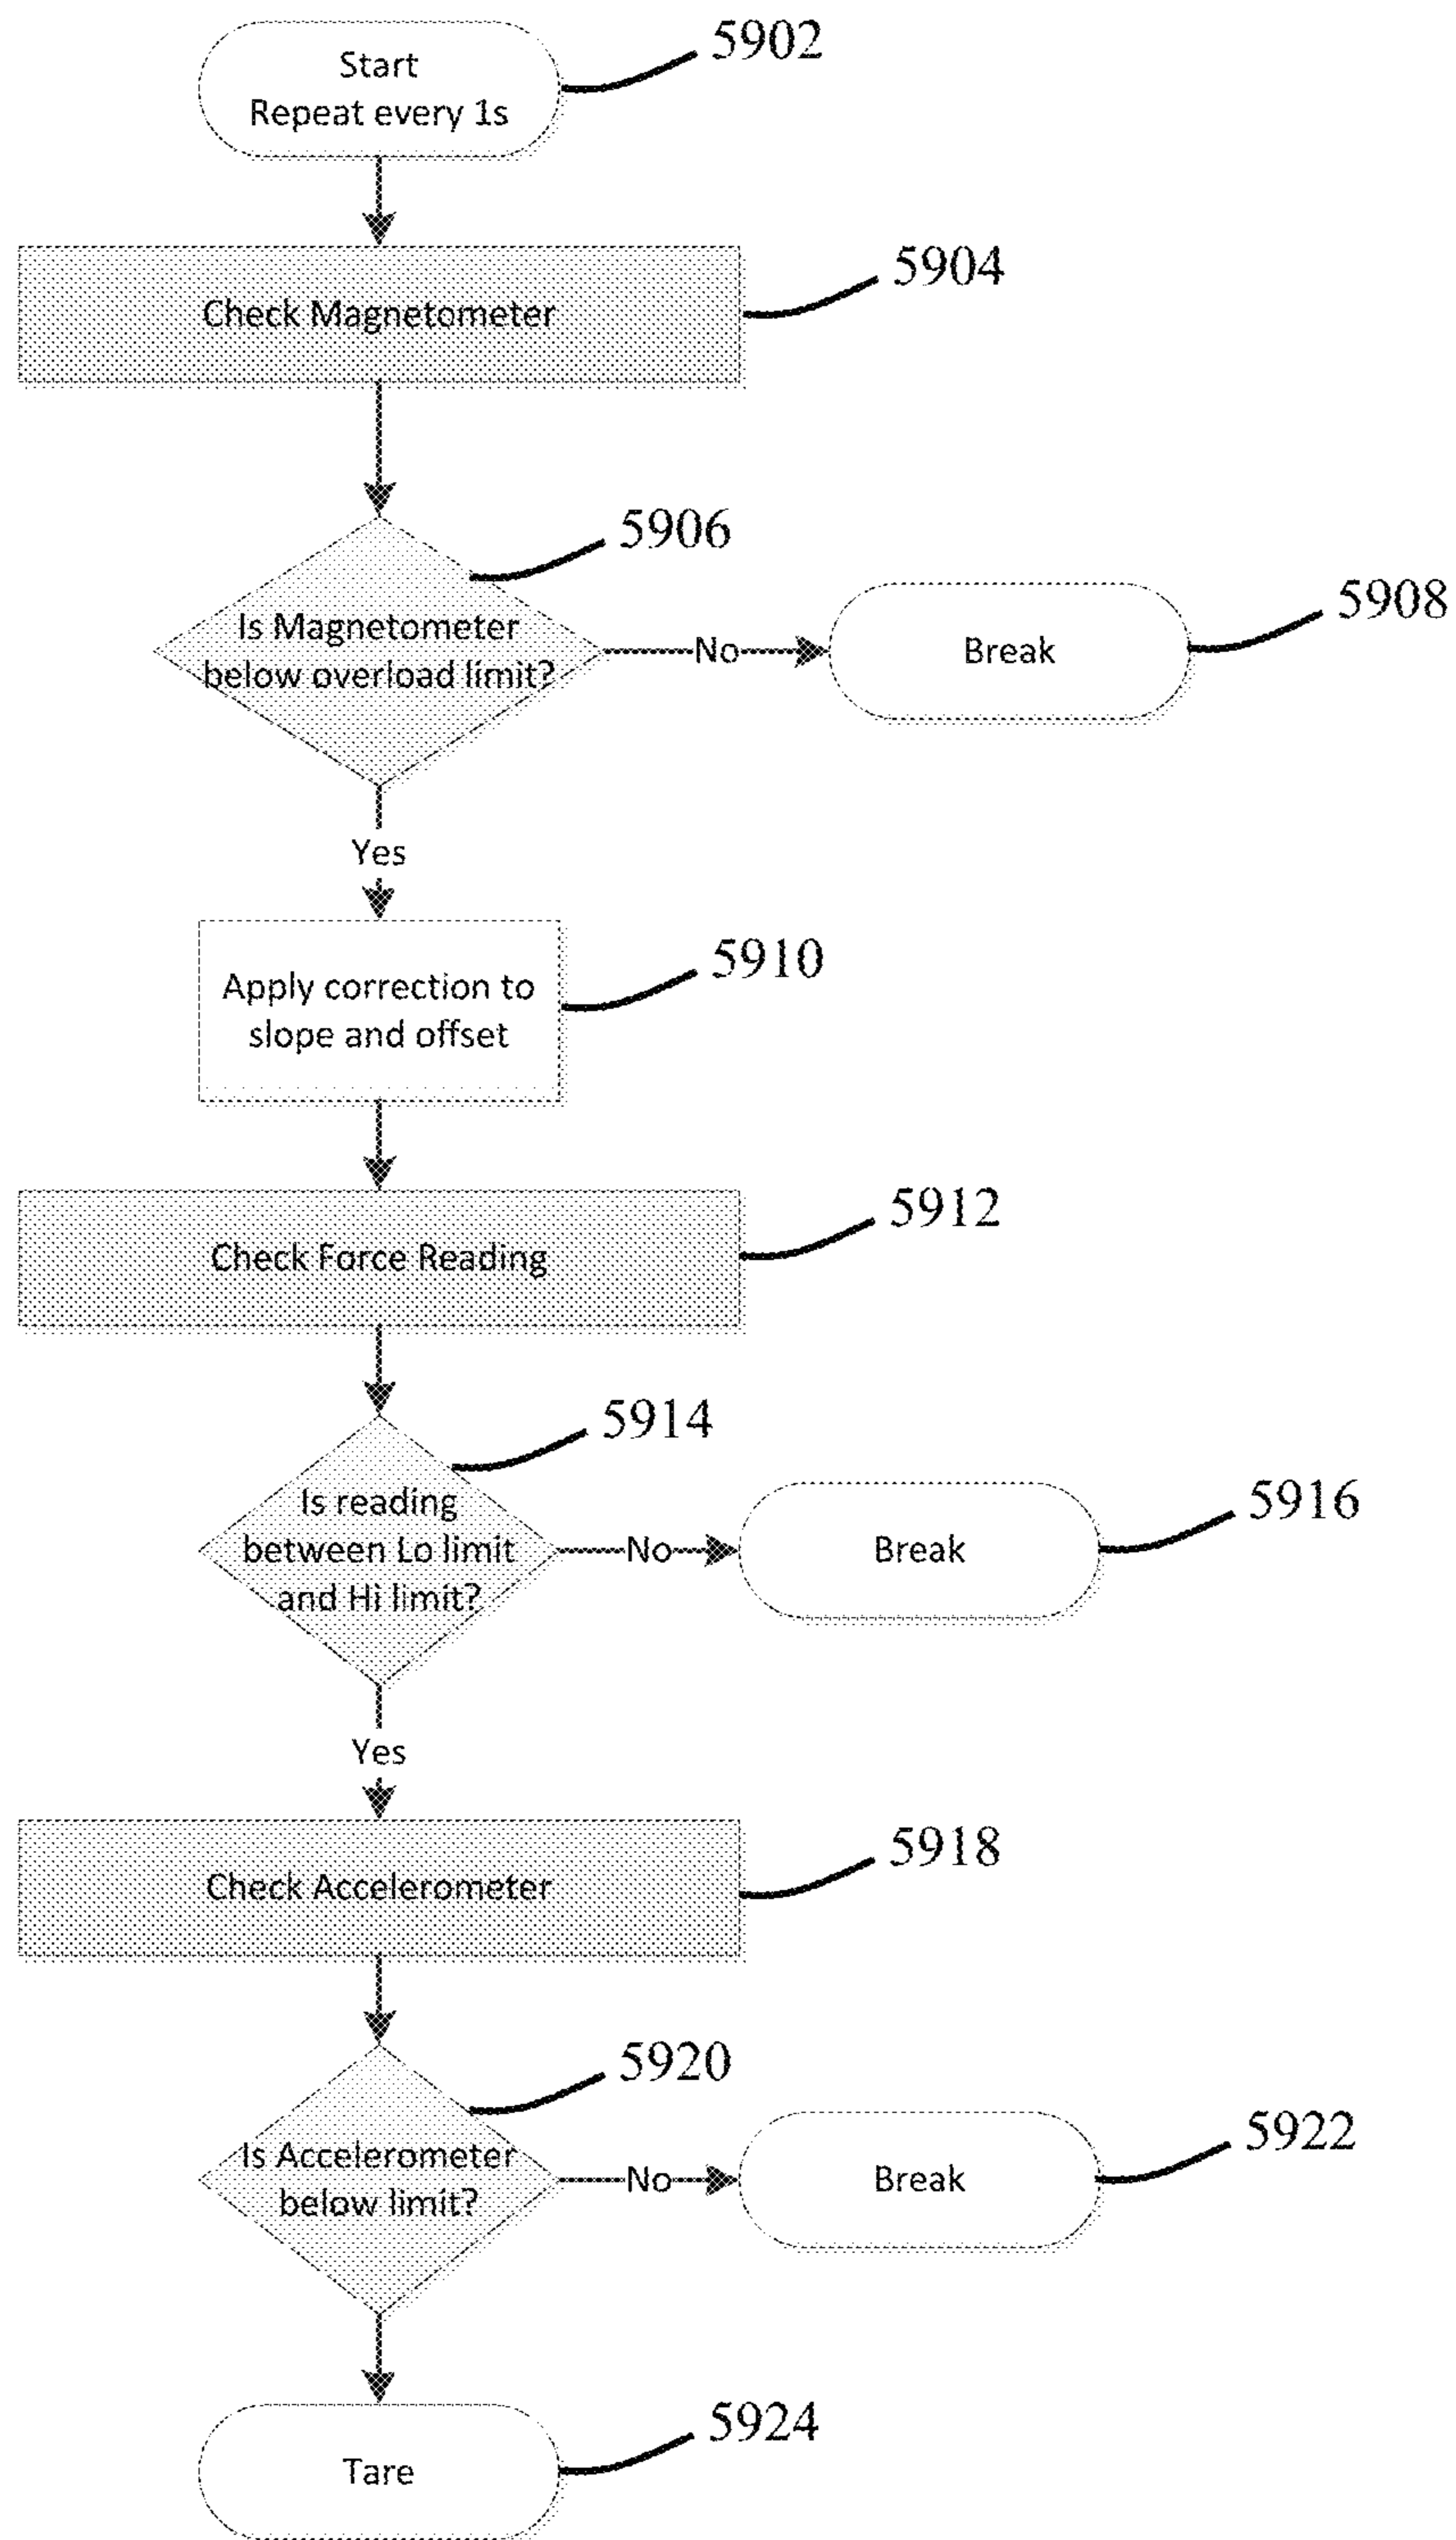 Start
Repeat every 1s
5902
Check Magnetometer
5904
5906
Is Magnetometer
below overload limit?
No
Break
5908
Yes
Apply correction to
slope and offset
5910
Check Force Reading
5912
5914
Is reading
between Lo limit
and Hi limit?
No
Break
5916
Yes
Check Accelerometer
5918
5920
Is Accelerometer
below limit?
No
Break
5922
Tare
5924